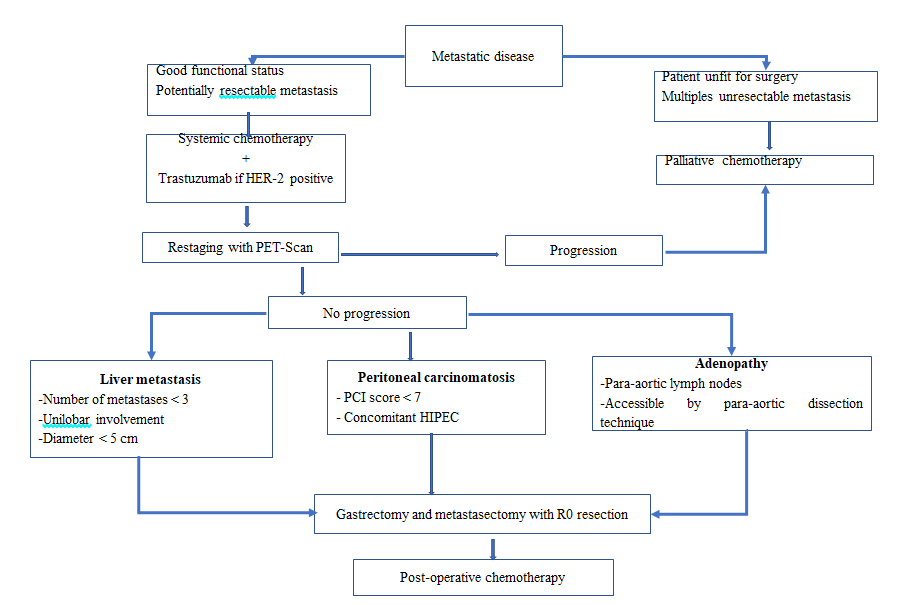 Metastatic disease
Good functional status
Potentially resectable metastasis
Patient unfit for surgery
Multiples unresectable metastasis
Systemic chemotherapy
+
Trastuzumab if HER-2 positive
Palliative chemotherapy
Restaging with PET-Scan
Progression
No progression
Liver metastasis
-Number of metastases < 3
-Unilobar involvement
-Diameter < 5 cm
Peritoneal carcinomatosis
- PCI score < 7
- Concomitant HIPEC
Adenopathy
-Para-aortic lymph nodes
-Accessible by para-aortic dissection
technique
Gastrectomy and metastasectomy with R0 resection
Post-operative chemotherapy